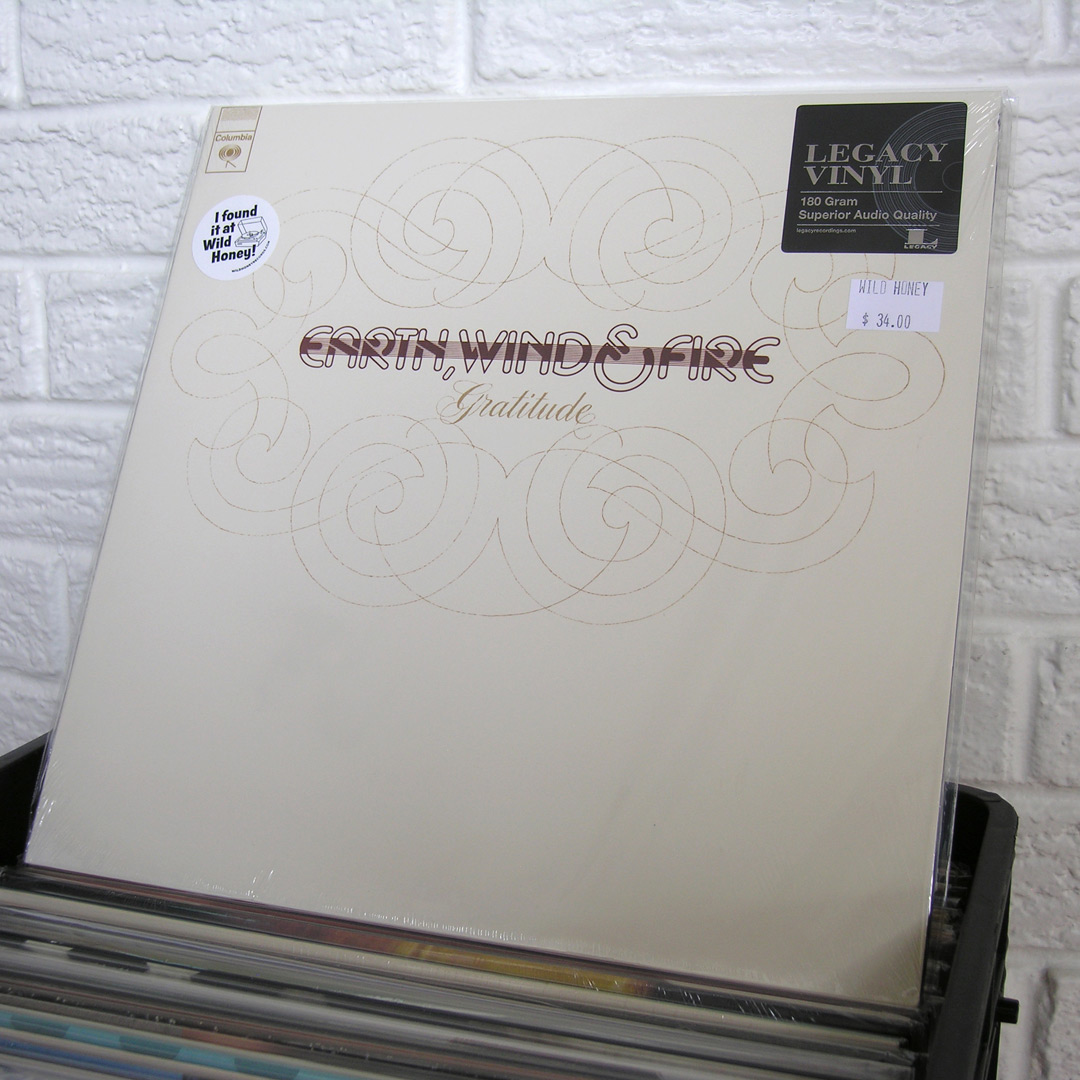 Columbia
I found
it at
Wild
Honey!
LEGACY
VINYL
180 Gram
Superior Audio Quality
legacyrecordings.com
LEGACY
WILD HONEY
$ 34.00
EARTH, WIND & FIRE
Gratitude